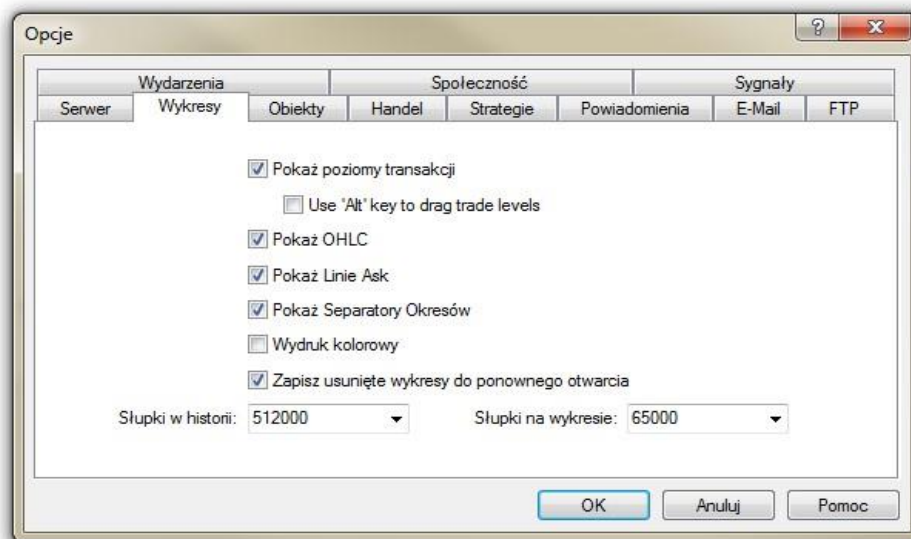 Opcje
Wydarzenia Społeczność Sygnały
Serwer Wykresy Obiekty Handel Strategie Powiadomienia E-Mail FTP
Pokaż poziomy transakcji
Use 'Alt' key to drag trade levels
Pokaż OHLC
Pokaż Linie Ask
Pokaż Separatory Okresów
Wydruk kolorowy
Zapisz usunięte wykresy do ponownego otwarcia
Słupki w historii: 512000 Słupki na wykresie: 65000
OK Anuluj Pomoc